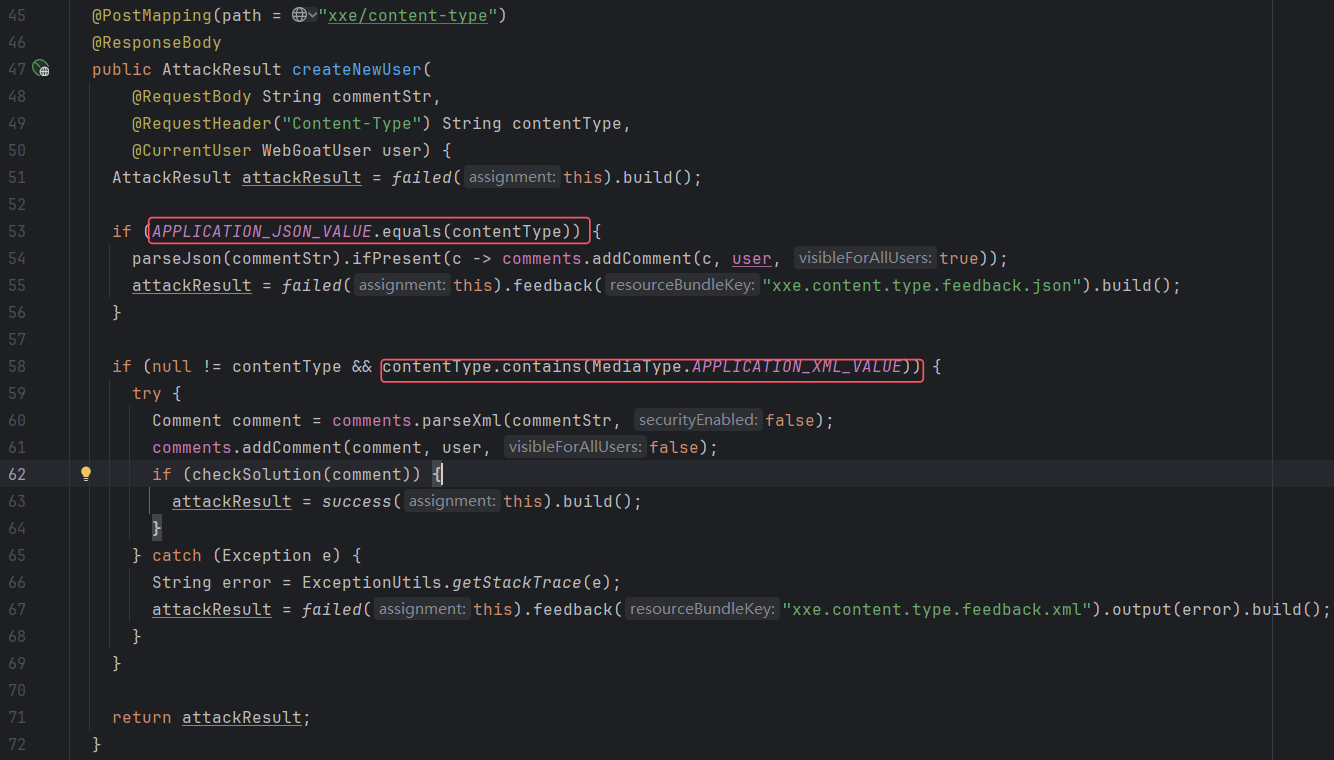 45 @PostMapping(path = "xxe/content-type")
46 @ResponseBody
47 public AttackResult createNewUser(
48 @RequestBody String commentStr,
49 @RequestHeader("Content-Type") String contentType,
50 @CurrentUser WebGoatUser user) {
51 AttackResult attackResult = failed( assignment: this).build();
52
53 if (APPLICATION_JSON_VALUE.equals(contentType)) {
54 parseJson(commentStr).ifPresent(c -> comments.addComment(c, user, visibleForAllUsers: true));
55 attackResult = failed( assignment: this).feedback( resourceBundleKey: "xxe.content.type.feedback.json").build();
56 }
57
58 if (null != contentType && contentType.contains(MediaType.APPLICATION_XML_VALUE)) {
59 try {
60 Comment comment = comments.parseXml(commentStr, securityEnabled: false);
61 comments.addComment(comment, user, visibleForAllUsers: false);
62 if (checkSolution(comment)) {
63 attackResult = success( assignment: this).build();
64 }
65 } catch (Exception e) {
66 String error = ExceptionUtils.getStackTrace(e);
67 attackResult = failed( assignment: this).feedback( resourceBundleKey: "xxe.content.type.feedback.xml").output(error).build();
68 }
69 }
70
71 return attackResult;
72 }